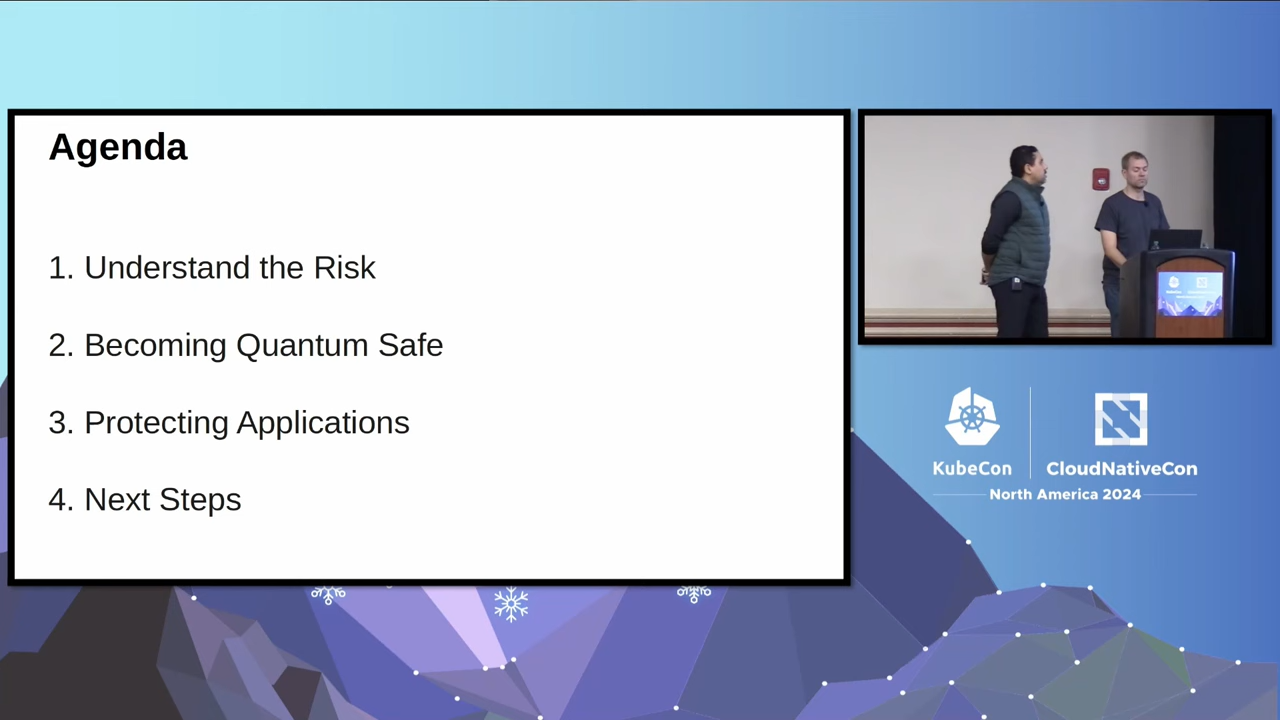 Agenda
1. Understand the Risk
2. Becoming Quantum Safe
3. Protecting Applications
4. Next Steps
KubeCon
CloudNativeCon
North America 2024